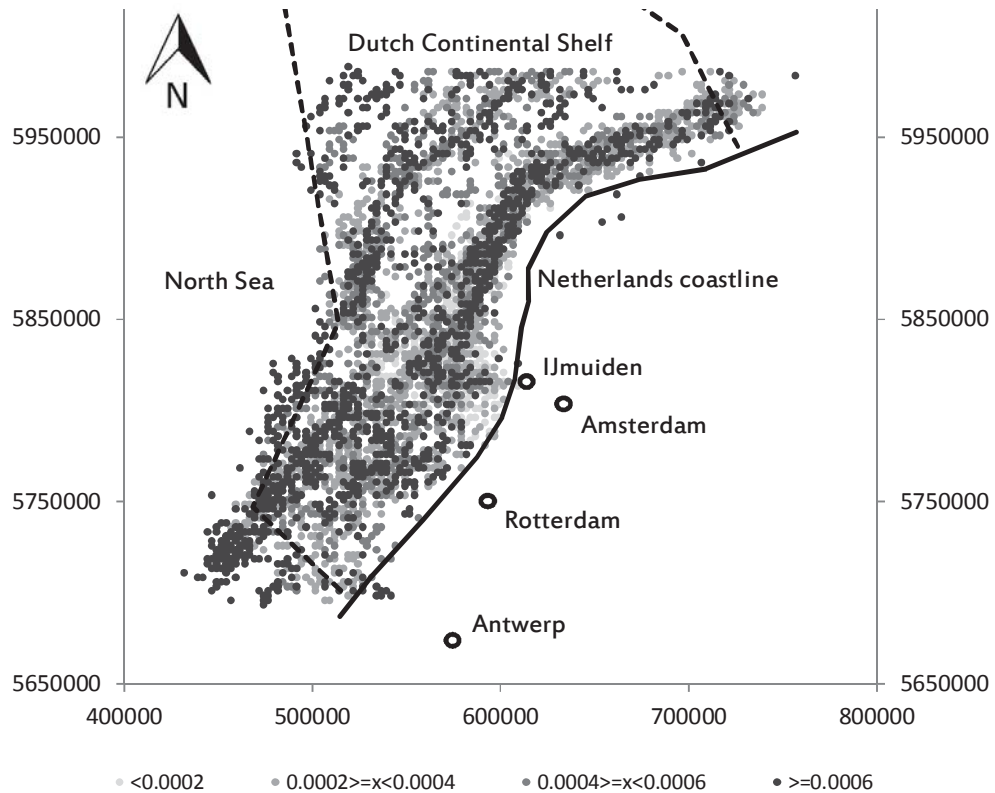 Dutch Continental Shelf
N
5950000 5950000
North Sea
Netherlands coastline
5850000 5850000
IJmuiden
Amsterdam
5750000 5750000
Rotterdam
Antwerp
5650000 5650000
400000 500000 600000 700000 800000
<0.0002 0.0002>=x<0.0004 0.0004>=x<0.0006 >=0.0006